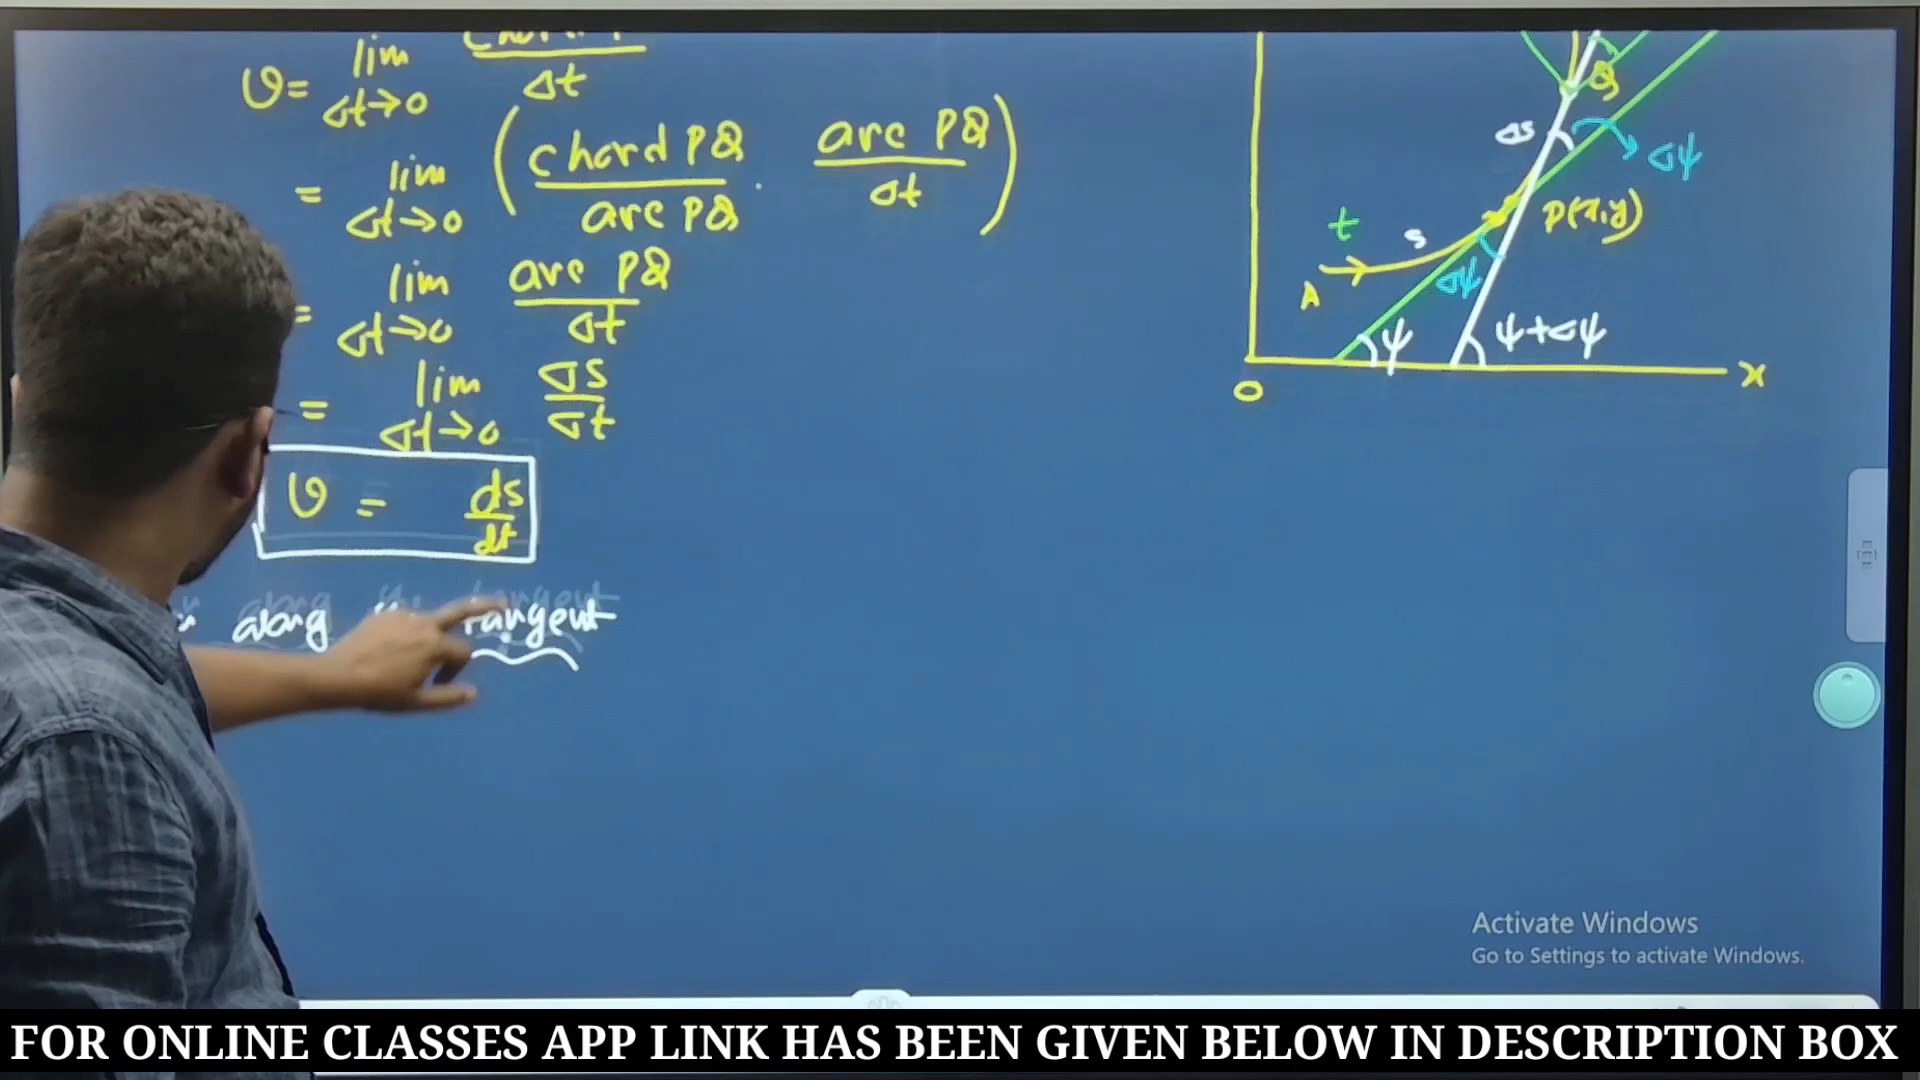 v = lim Δt→0 Δt
= lim Δt→0 ( chord PQ / arc PQ . arc PQ / Δt )
= lim Δt→0 arc PQ / Δt
= lim Δt→0 Δs / Δt
v = ds / dt
along tangent
Q
Δs
Δψ
P(x,y)
t
s
A
Δψ
ψ
ψ+Δψ
O
x
Activate Windows
Go to Settings to activate Windows.
FOR ONLINE CLASSES APP LINK HAS BEEN GIVEN BELOW IN DESCRIPTION BOX